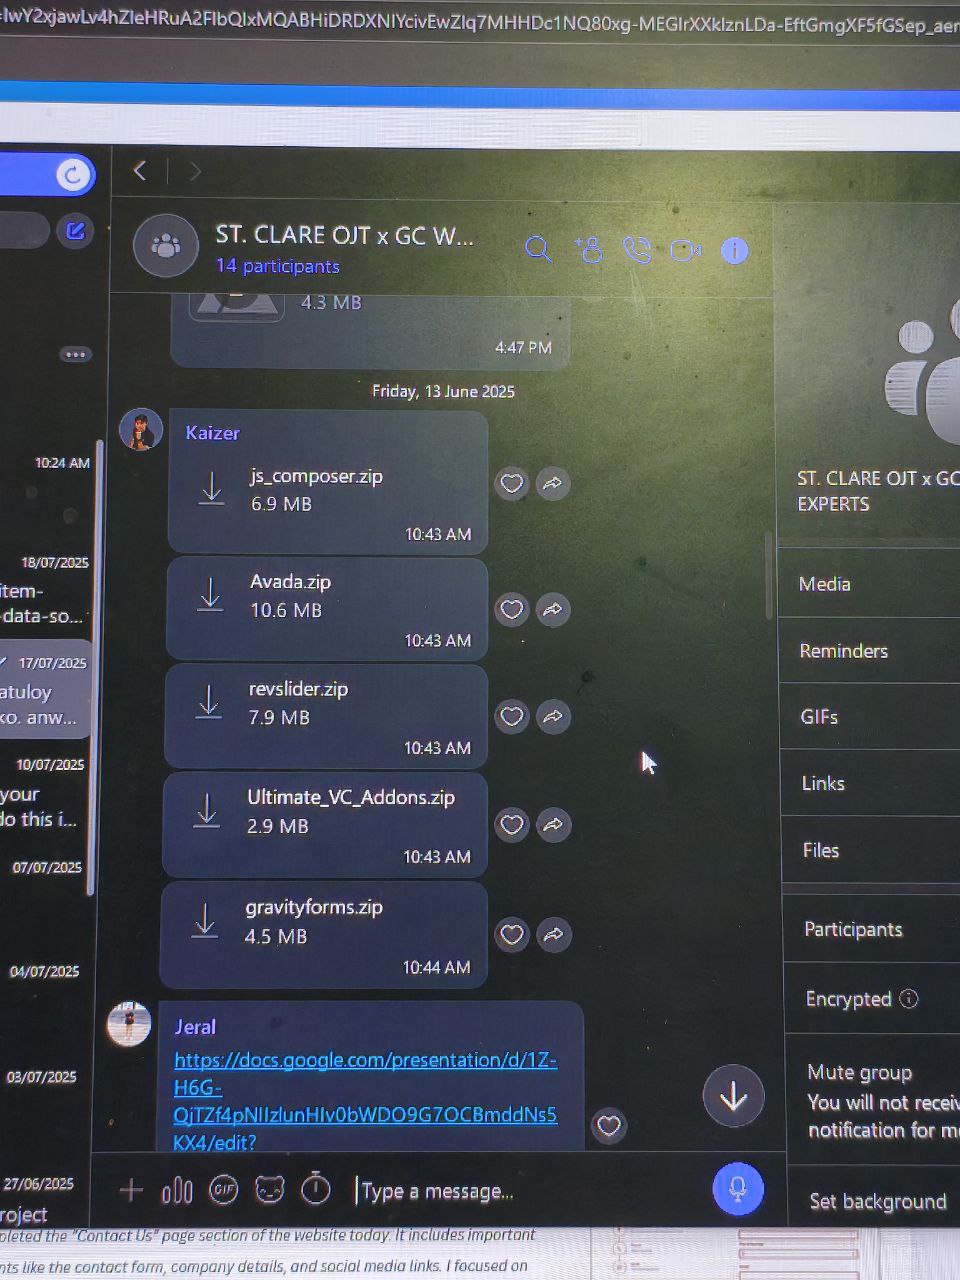 ST. CLARE OJT x GC W...
14 participants
4.3 MB
4:47 PM
Friday, 13 June 2025
Kaizer
js_composer.zip
6.9 MB
10:43 AM
Avada.zip
10.6 MB
10:43 AM
revslider.zip
7.9 MB
10:43 AM
Ultimate_VC_Addons.zip
2.9 MB
10:43 AM
gravityforms.zip
4.5 MB
10:44 AM
Jeral
https://docs.google.com/presentation/d/1Z-
H6G-
KX4/edit?
GIF
Type a message...
10:24 AM
18/07/2025
item-
-data-so...
17/07/2025
atuloy
ko. anw...
10/07/2025
your
do this i...
07/07/2025
04/07/2025
03/07/2025
27/06/2025
roject
ST. CLARE OJT x GC
EXPERTS
Media
Reminders
GIFs
Links
Files
Participants
Encrypted
Mute group
You will not receiv
notification for m
Set background
pleted the "Contact Us" page section of the website today. It includes important
nts like the contact form, company details, and social media links. I focused on